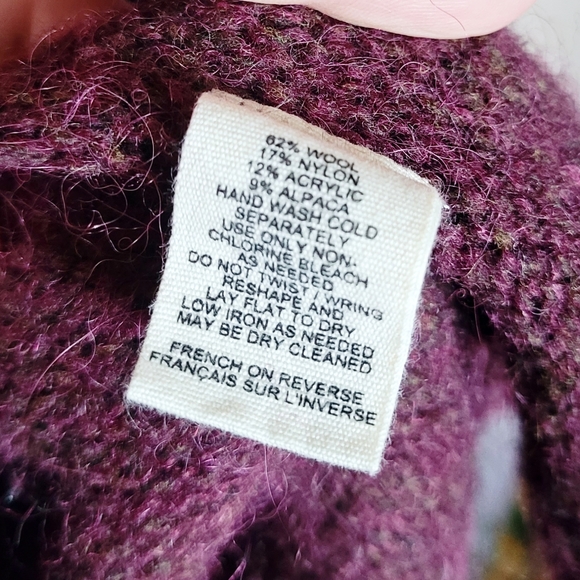 62% WOOL
17% NYLON
12% ACRYLIC
9% ALPACA
HAND WASH COLD
SEPARATELY
USE ONLY NON-
CHLORINE BLEACH
AS NEEDED
DO NOT TWIST / WRING
RESHAPE AND
LAY FLAT TO DRY
LOW IRON AS NEEDED
MAY BE DRY CLEANED
FRENCH ON REVERSE
FRANÇAIS SUR L'INVERSE